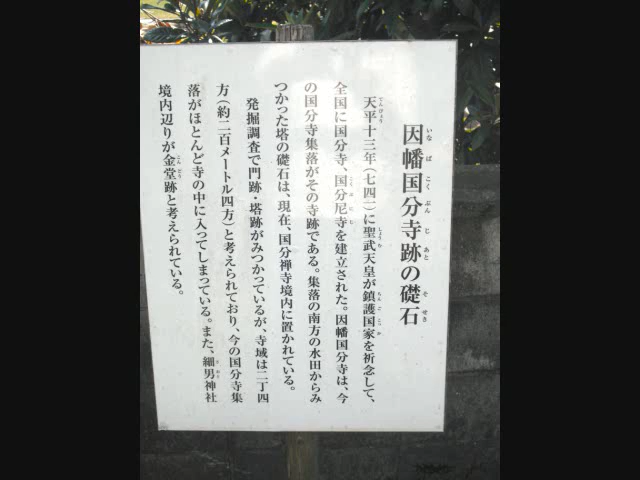 因幡国分寺跡の礎石
天平十三年(七四一)に聖武天皇が鎮護国家を祈念して、
全国に国分寺、国分尼寺を建立された。因幡国分寺は、今
の国分寺集落がその寺跡である。集落の南方の水田からみ
つかった塔の礎石は、現在、国分禅寺境内に置かれている。
発掘調査で門跡・塔跡がみつかっているが、寺域は二丁四
方(約二百メートル四方)と考えられており、今の国分寺集
落がほとんど寺の中に入ってしまっている。また、細男神社
境内辺りが金堂跡と考えられている。